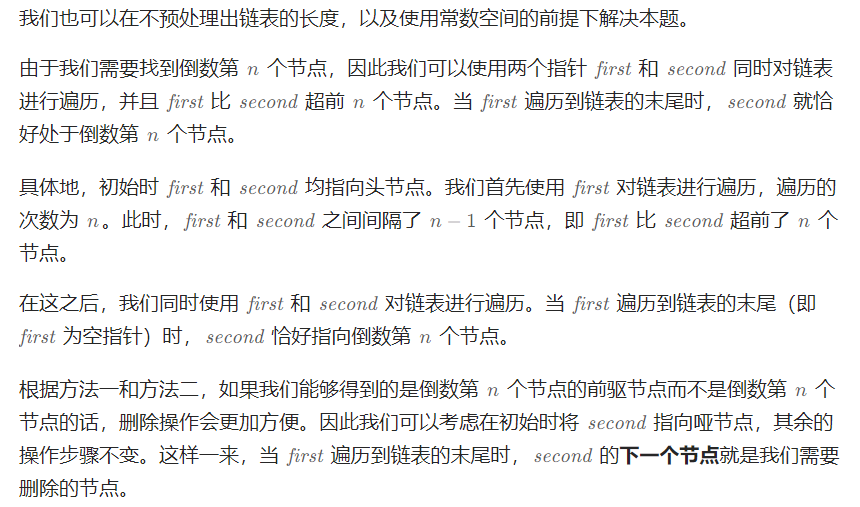 我们也可以在不预处理出链表的长度，以及使用常数空间的前提下解决本题。
由于我们需要找到倒数第 n 个节点，因此我们可以使用两个指针 first 和 second 同时对链表
进行遍历，并且 first 比 second 超前 n 个节点。当 first 遍历到链表的末尾时，second 就恰
好处于倒数第 n 个节点。
具体地，初始时 first 和 second 均指向头节点。我们首先使用 first 对链表进行遍历，遍历的
次数为 n。此时，first 和 second 之间间隔了 n − 1 个节点，即 first 比 second 超前了 n 个
节点。
在这之后，我们同时使用 first 和 second 对链表进行遍历。当 first 遍历到链表的末尾（即
first 为空指针）时，second 恰好指向倒数第 n 个节点。
根据方法一和方法二，如果我们能够得到的是倒数第 n 个节点的前驱节点而不是倒数第 n 个
节点的话，删除操作会更加方便。因此我们可以考虑在初始时将 second 指向哑节点，其余的
操作步骤不变。这样一来，当 first 遍历到链表的末尾时，second 的下一个节点就是我们需要
删除的节点。